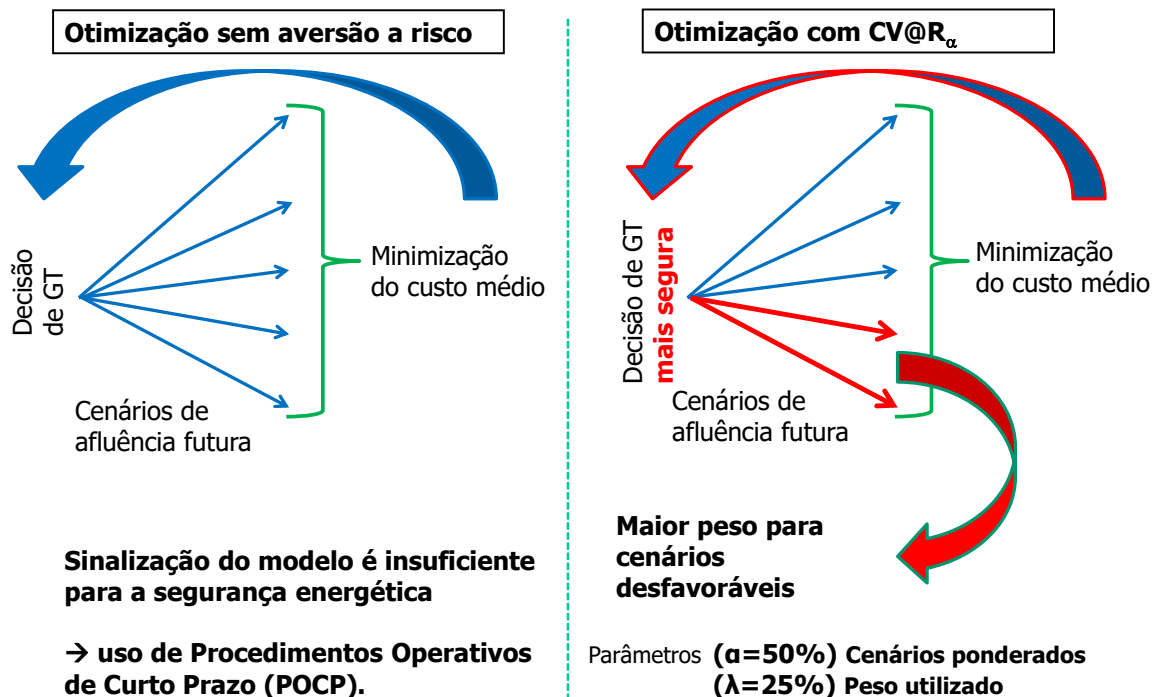 Otimização sem aversão a risco
Decisão
de GT
Minimização
do custo médio
Cenários de
afluência futura
Sinalização do modelo é insuficiente
para a segurança energética
→ uso de Procedimentos Operativos
de Curto Prazo (POCP).
Otimização com CV@Rα
Decisão de GT
mais segura
Minimização
do custo médio
Cenários de
afluência futura
Maior peso para
cenários
desfavoráveis
Parâmetros (α=50%) Cenários ponderados
(λ=25%) Peso utilizado